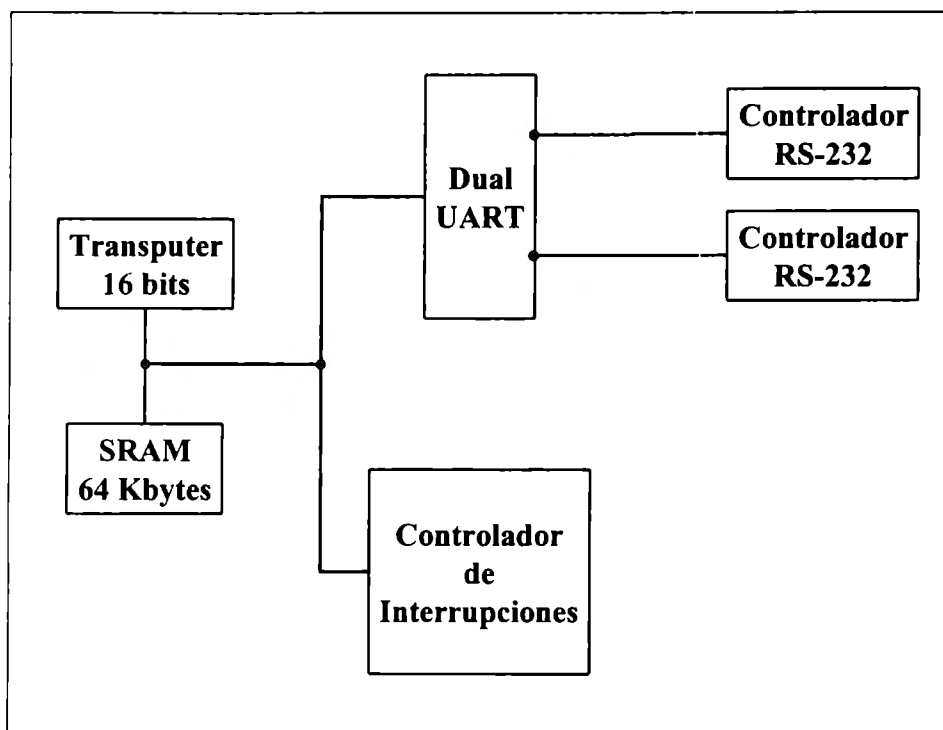 Transputer
16 bits
SRAM
64 Kbytes
Dual
UART
Controlador
RS-232
Controlador
RS-232
Controlador
de
Interrupciones